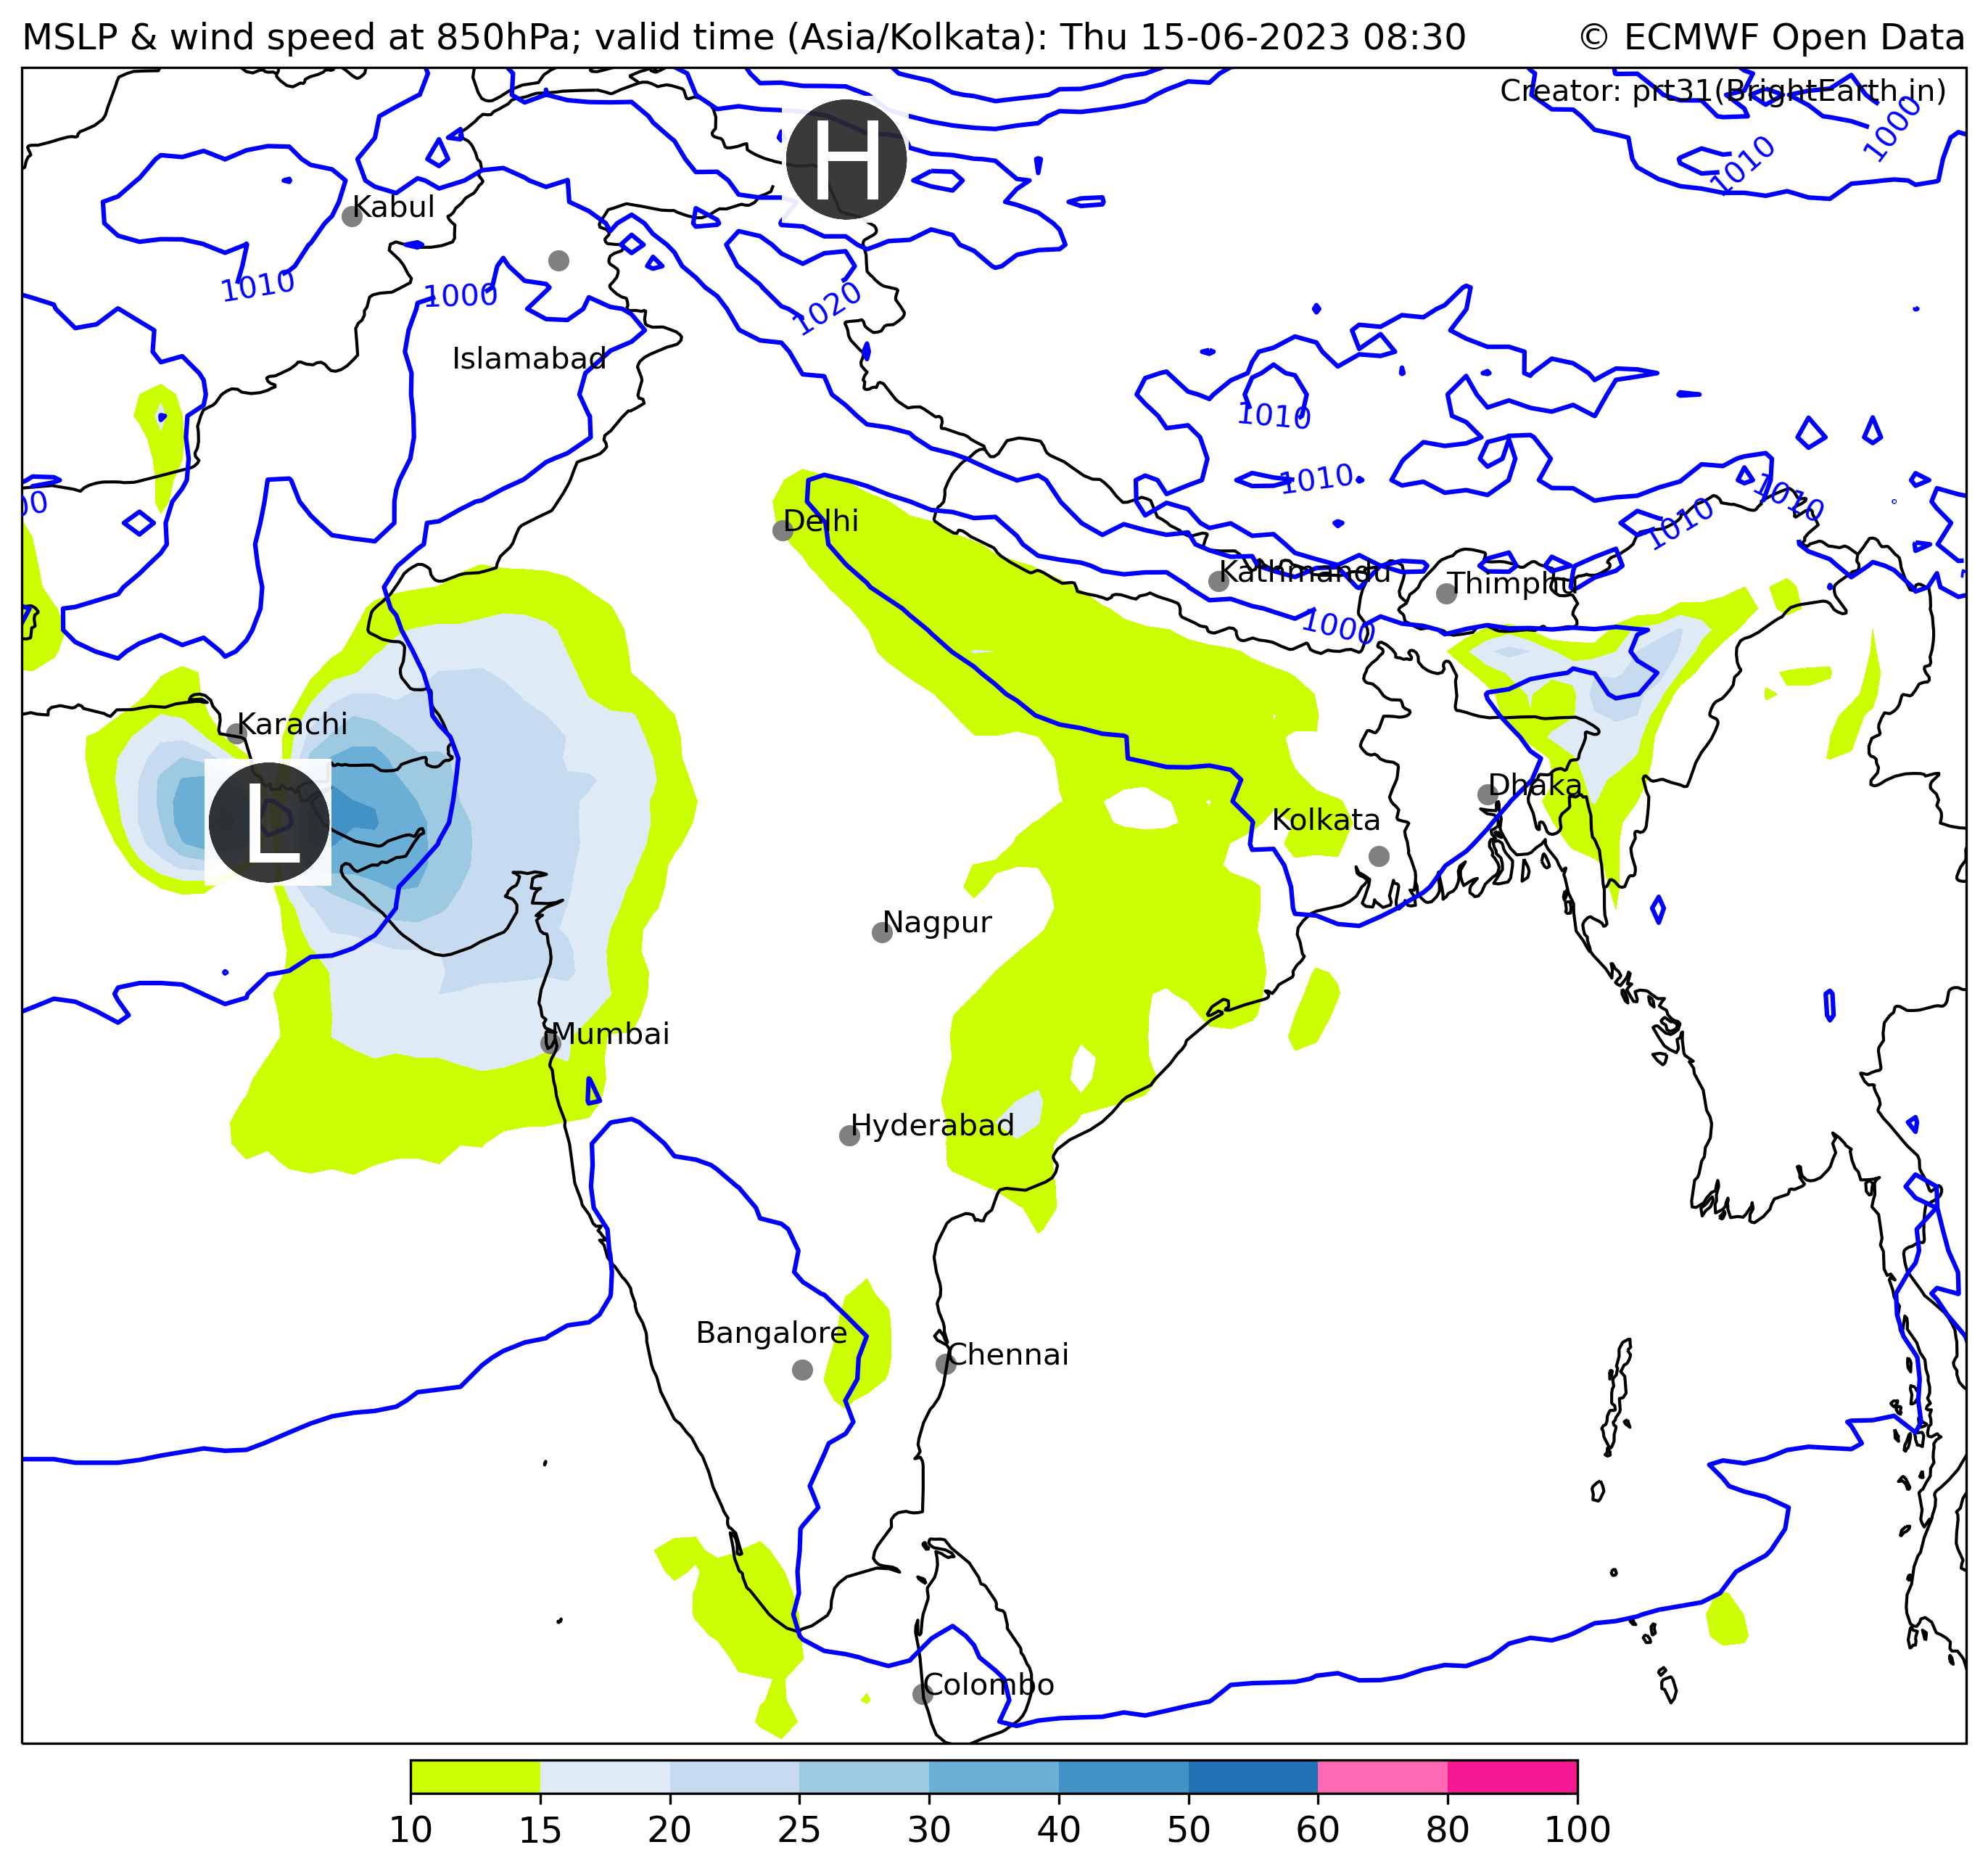 MSLP & wind speed at 850hPa; valid time (Asia/Kolkata): Thu 15-06-2023 08:30 © ECMWF Open Data
Creator: prt31(BrightEarth.in)
1000
1010
H
Kabul
1010
1000
1020
Islamabad
1010
1010
1010
1010
00
Delhi
Kathmandu
Thimphu
1000
Karachi
L
Dhaka
Kolkata
Nagpur
Mumbai
Hyderabad
Bangalore
Chennai
Colombo
10 15 20 25 30 40 50 60 80 100